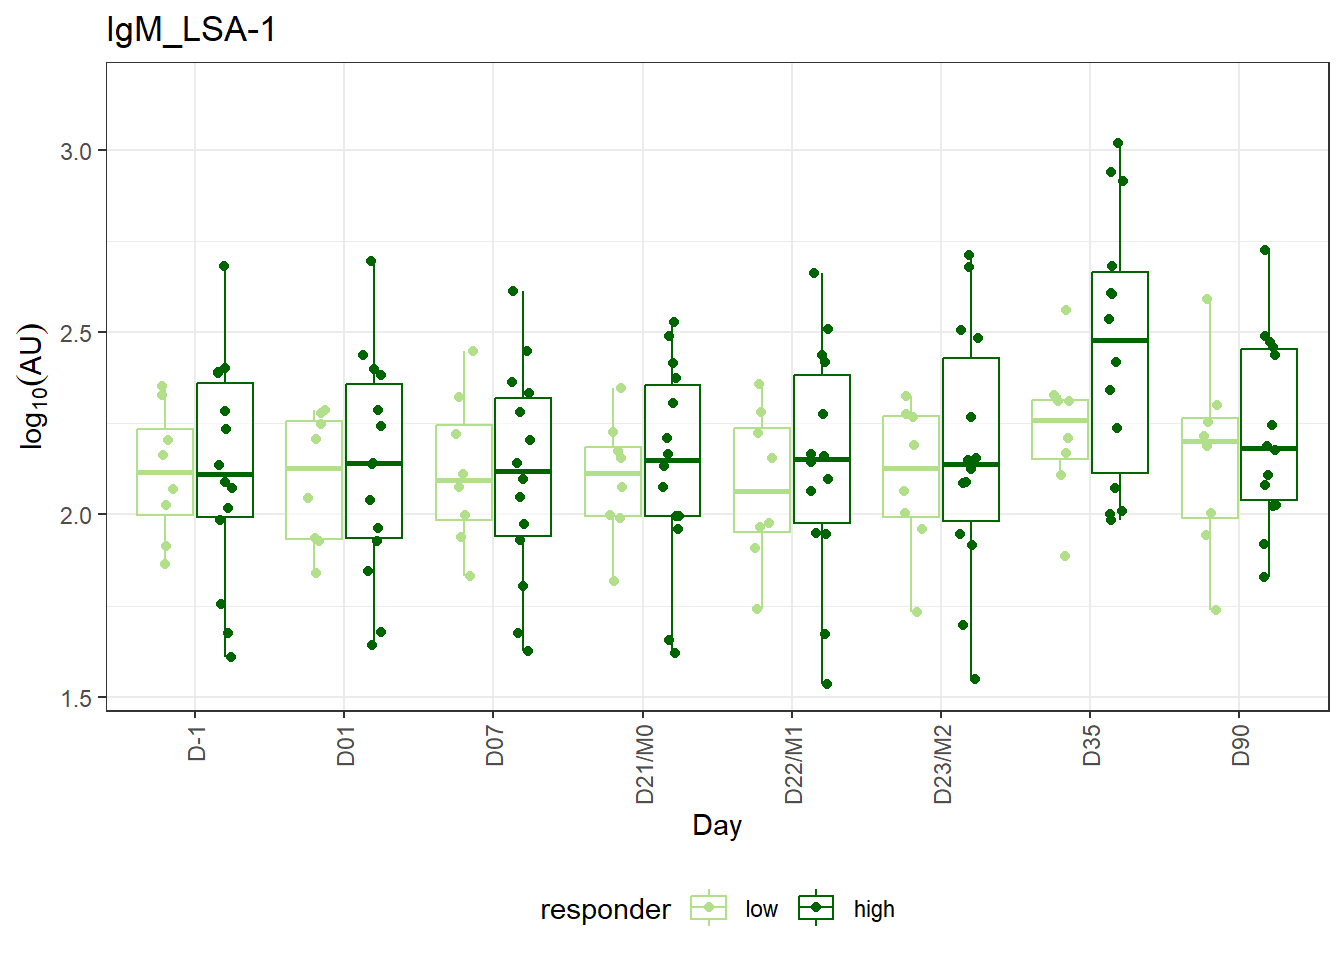 IgM_LSA-1
log10(AU)
3.0
2.5
2.0
1.5
D-1
D01
D07
D21/M0
D22/M1
D23/M2
D35
D90
Day
responder low high